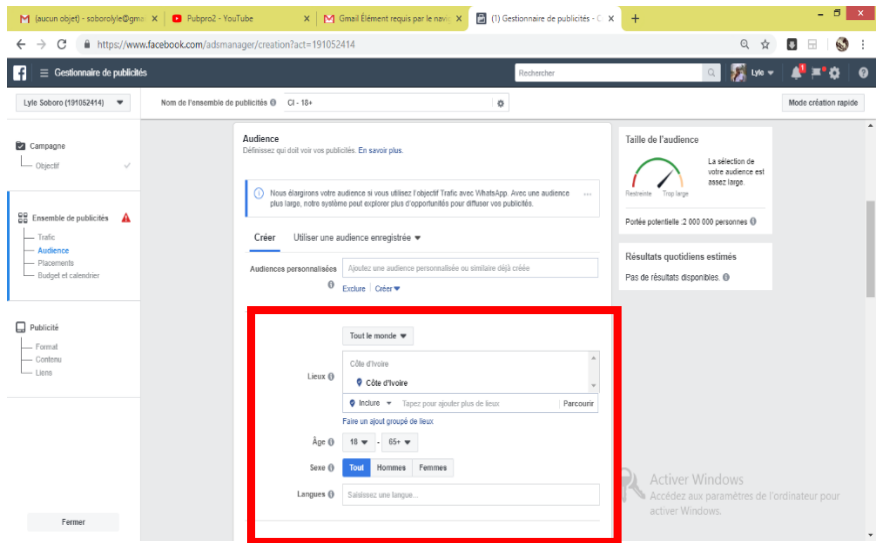 (aucun objet) - soborolyle@gm
Pubpro2 - YouTube
Gmail Élément requis par le navi
(1) Gestionnaire de publicités - C
https://www.facebook.com/adsmanager/creation?act=191052414
Gestionnaire de publicités
Rechercher
Lyle
Lyle Soboro (191052414)
Nom de l'ensemble de publicités
CI - 18+
Mode création rapide
Campagne
Objectif
Ensemble de publicités
Trafic
Audience
Placements
Budget et calendrier
Publicité
Format
Contenu
Liens
Fermer
Audience
Définissez qui doit voir vos publicités. En savoir plus.
Nous élargirons votre audience si vous utilisez l'objectif Trafic avec WhatsApp. Avec une audience
plus large, notre système peut explorer plus d'opportunités pour diffuser vos publicités.
Créer
Utiliser une audience enregistrée
Audiences personnalisées
Ajoutez une audience personnalisée ou similaire déjà créée
Exclure
Créer
Tout le monde
Lieux
Côte d'Ivoire
Côte d'Ivoire
Inclure
Tapez pour ajouter plus de lieux
Parcourir
Faire un ajout groupé de lieux
Âge
18 - 65+
Sexe
Tout Hommes Femmes
Langues
Saisissez une langue...
Taille de l'audience
La sélection de
votre audience est
assez large.
Restreinte
Trop large
Portée potentielle :2 000 000 personnes
Résultats quotidiens estimés
Pas de résultats disponibles.
Activer Windows
Accédez aux paramètres de l'ordinateur pour
activer Windows.